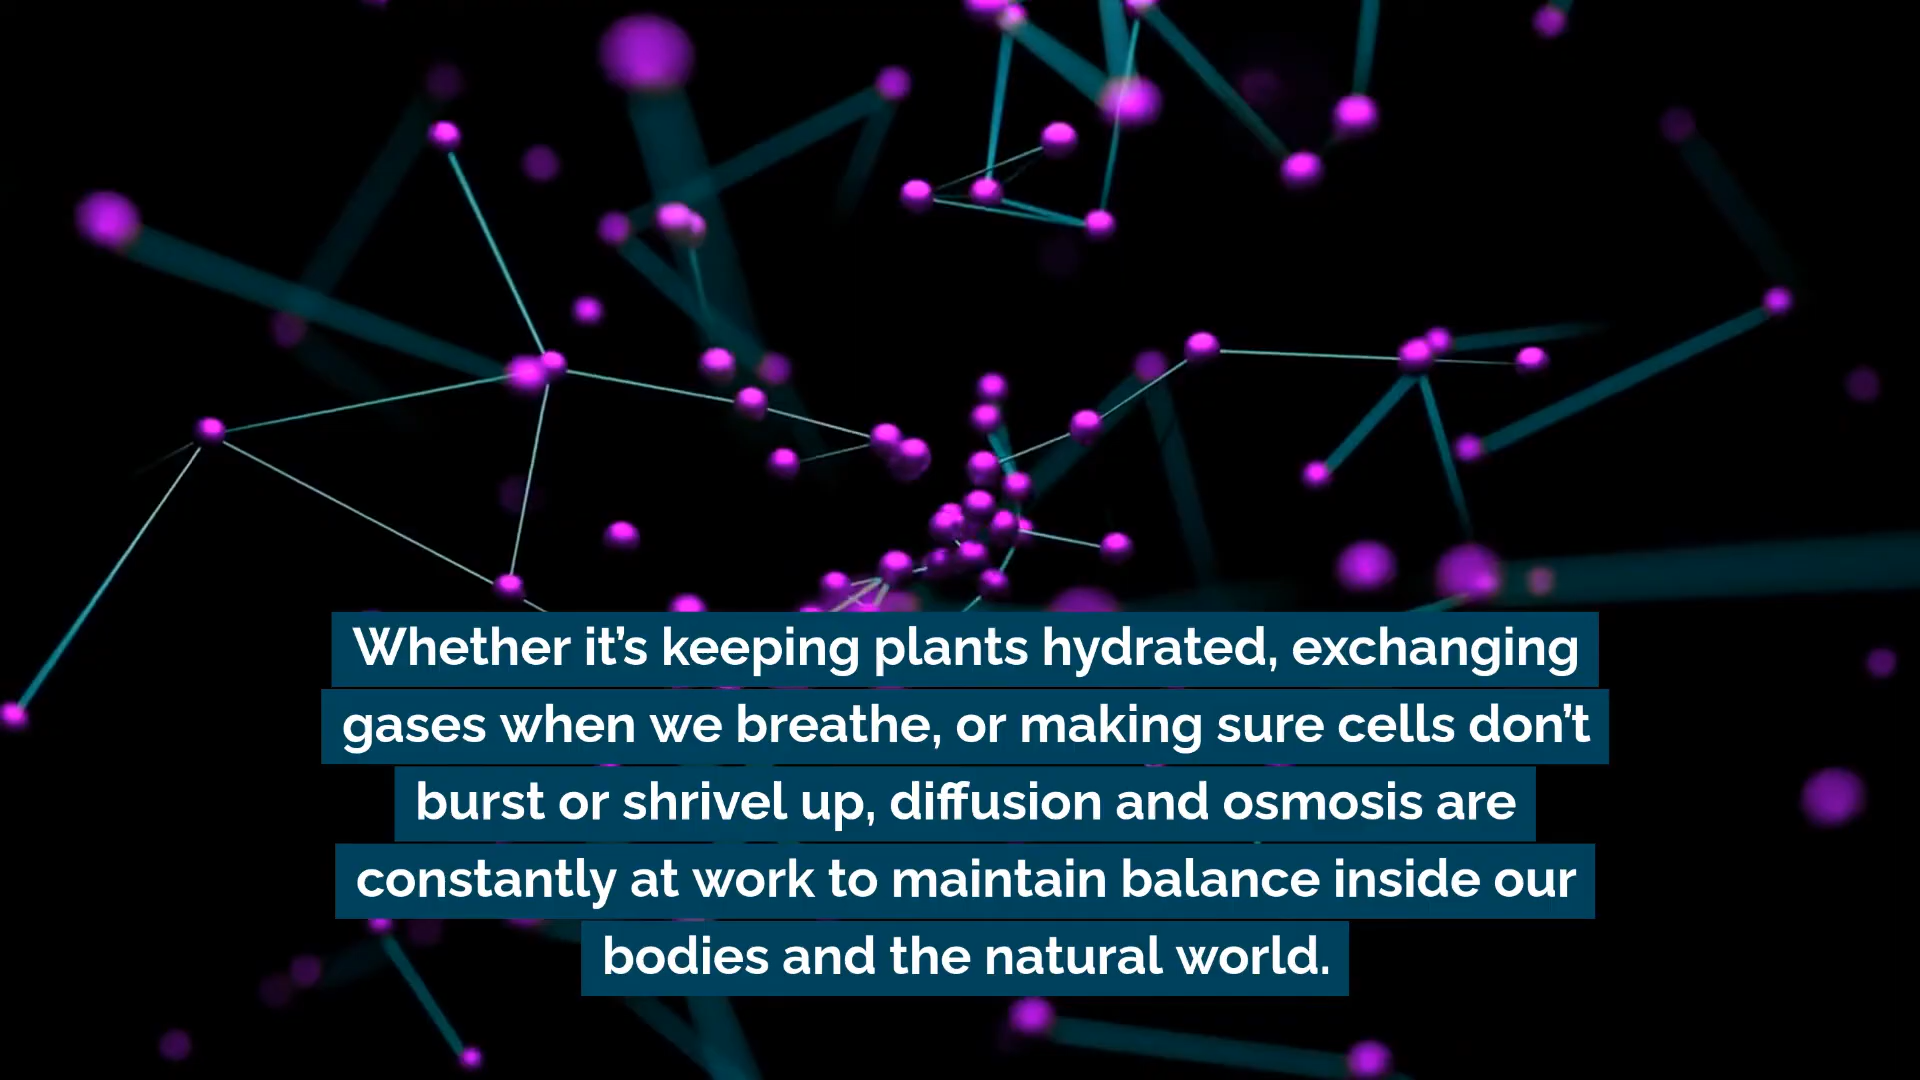 Whether it’s keeping plants hydrated, exchanging
gases when we breathe, or making sure cells don’t
burst or shrivel up, diffusion and osmosis are
constantly at work to maintain balance inside our
bodies and the natural world.